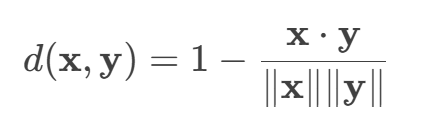 d(𝐱, 𝐲) = 1 − (𝐱 · 𝐲) / (‖𝐱‖ ‖𝐲‖)